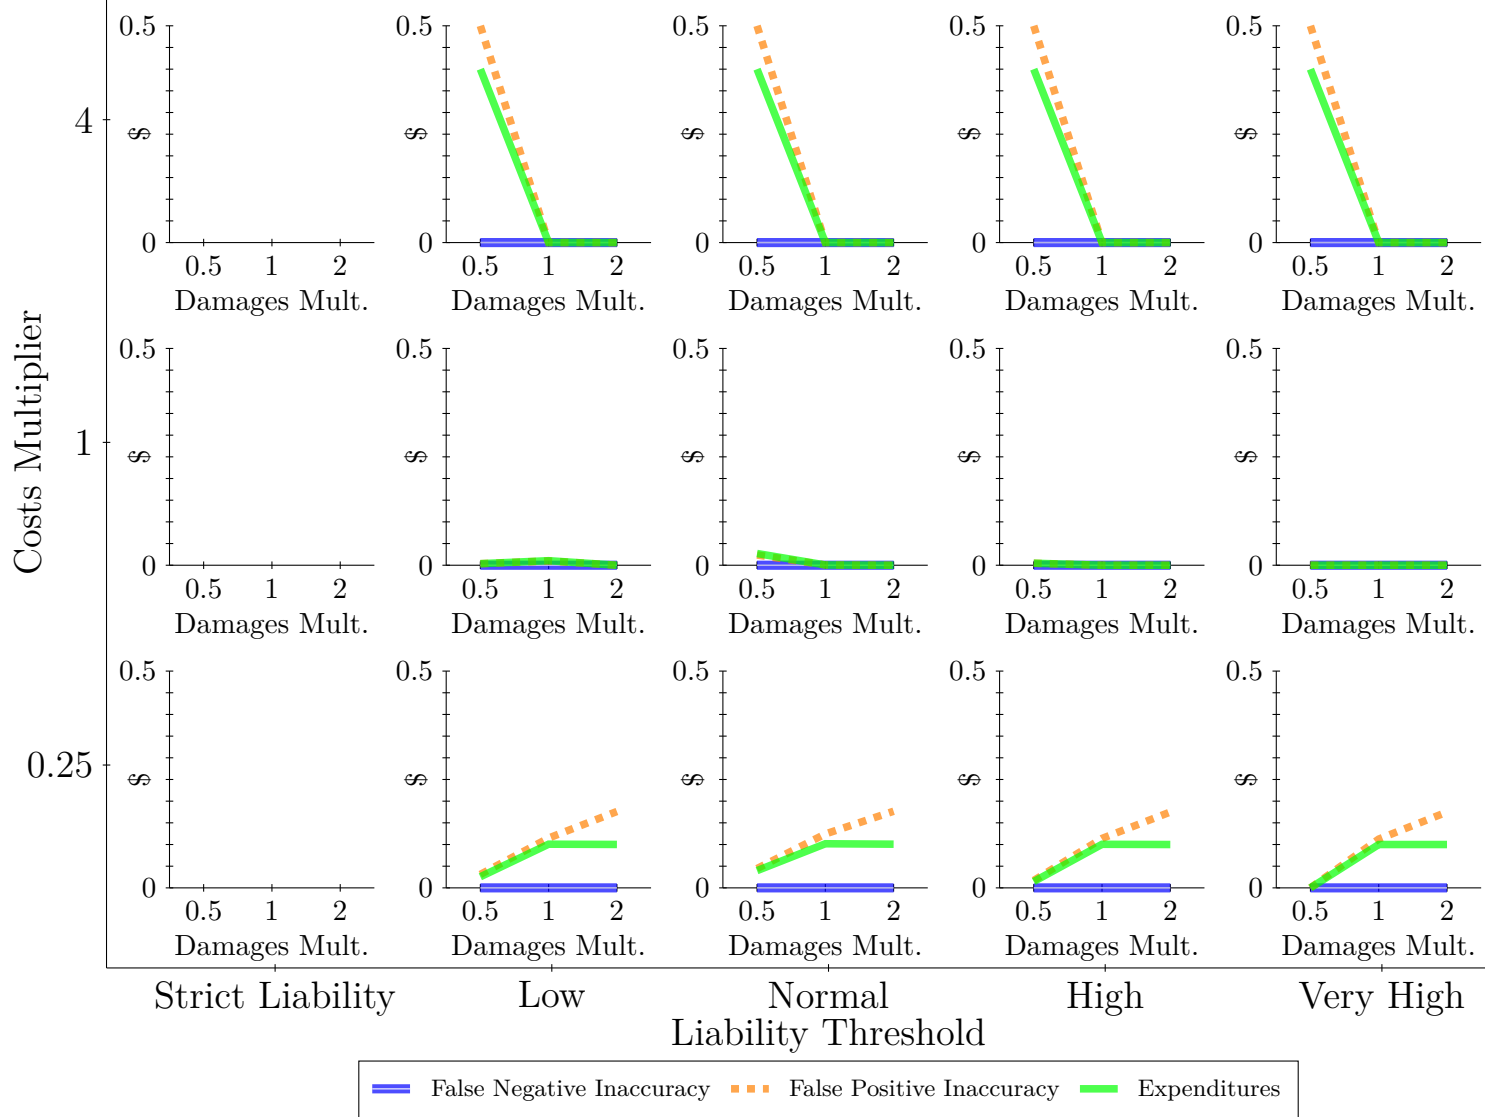 0.5 0.5 0.5 0.5 0.5
4 $ $ $ $ $
0 0 0 0 0
0.5 1 2 0.5 1 2 0.5 1 2 0.5 1 2 0.5 1 2
Damages Mult. Damages Mult. Damages Mult. Damages Mult. Damages Mult.
Costs Multiplier
0.5 0.5 0.5 0.5 0.5
1 $ $ $ $ $
0 0 0 0 0
0.5 1 2 0.5 1 2 0.5 1 2 0.5 1 2 0.5 1 2
Damages Mult. Damages Mult. Damages Mult. Damages Mult. Damages Mult.
0.5 0.5 0.5 0.5 0.5
0.25 $ $ $ $ $
0 0 0 0 0
0.5 1 2 0.5 1 2 0.5 1 2 0.5 1 2 0.5 1 2
Damages Mult. Damages Mult. Damages Mult. Damages Mult. Damages Mult.
Strict Liability Low Normal High Very High
Liability Threshold
False Negative Inaccuracy False Positive Inaccuracy Expenditures